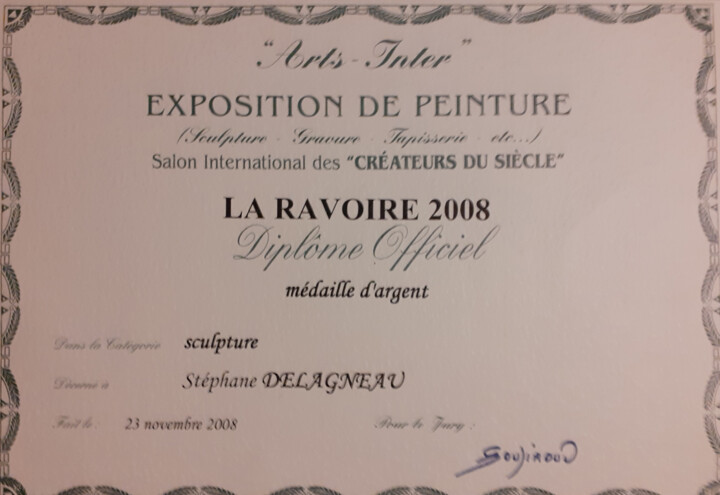 "Arts - Inter"
EXPOSITION DE PEINTURE
(Sculpture - Gravure - Tapisserie - etc...)
Salon International des "CRÉATEURS DU SIÈCLE"
LA RAVOIRE 2008
Diplôme Officiel
médaille d'argent
Dans la Catégorie sculpture
Décerné à Stéphane DELAGNEAU
Fait le: 23 novembre 2008 Pour le Jury :